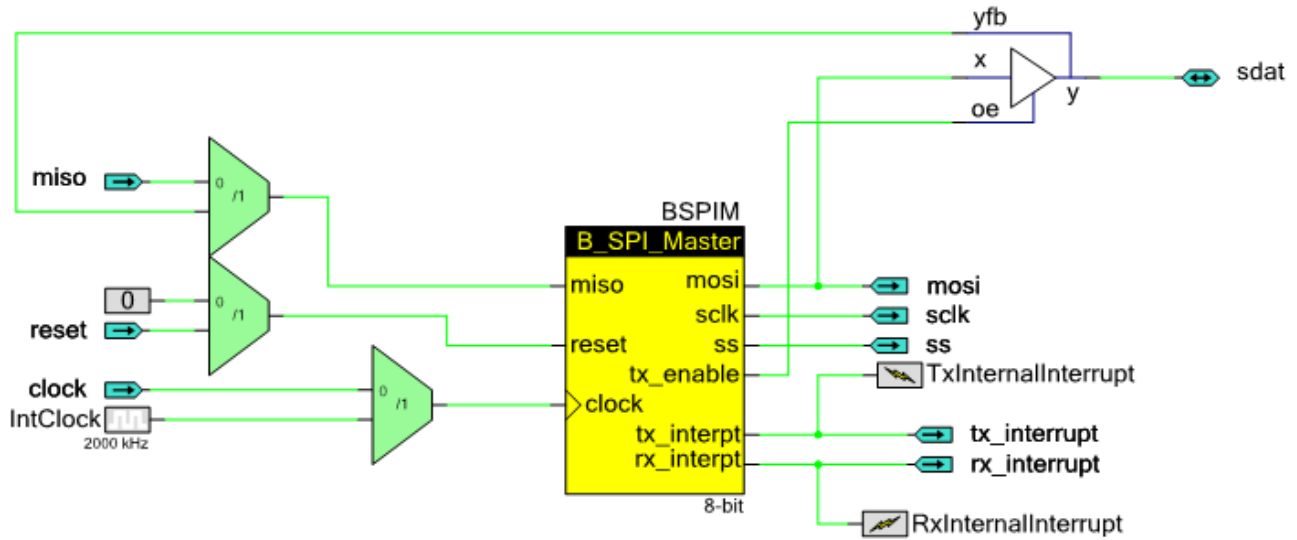 yfb
x
sdat
y
oe
miso
0
/1
BSPIM
B_SPI_Master
miso
mosi
mosi
0
0
/1
sclk
sclk
reset
reset
ss
ss
tx_enable
TxInternalInterrupt
clock
0
/1
clock
IntClock
2000 kHz
tx_interpt
tx_interrupt
rx_interpt
rx_interrupt
8-bit
RxInternalInterrupt